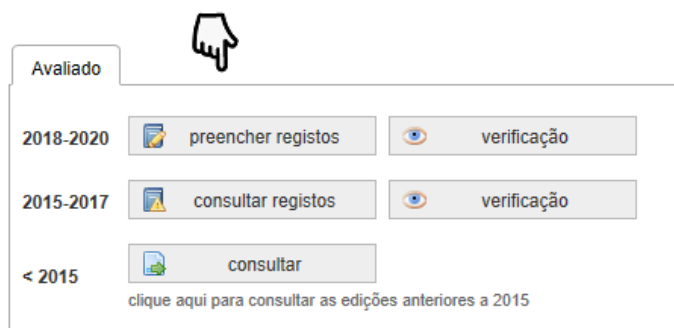 Avaliado
2018-2020 preencher registos verificação
2015-2017 consultar registos verificação
< 2015 consultar
clique aqui para consultar as edições anteriores a 2015